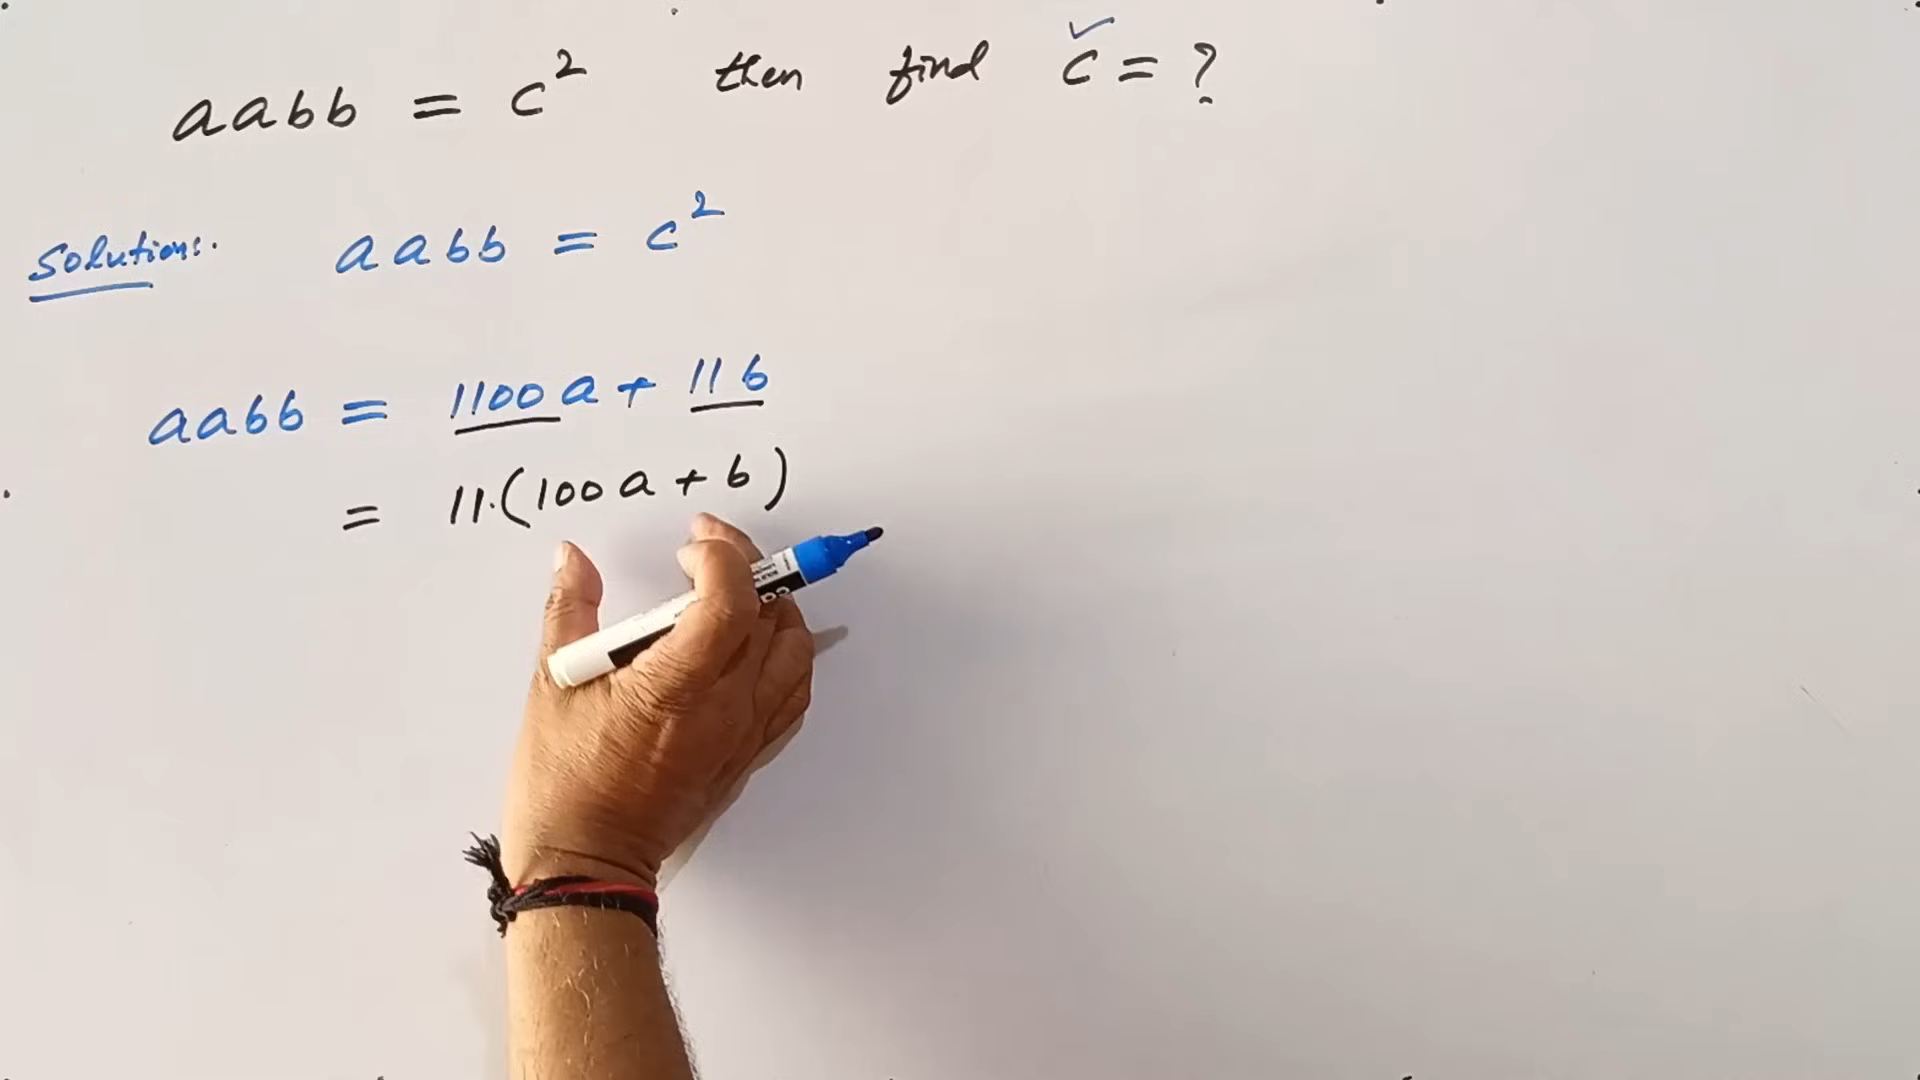 aabb = c² then find c = ?
Solution:. aabb = c²
aabb = 1100a + 11b
= 11.(100a + b)